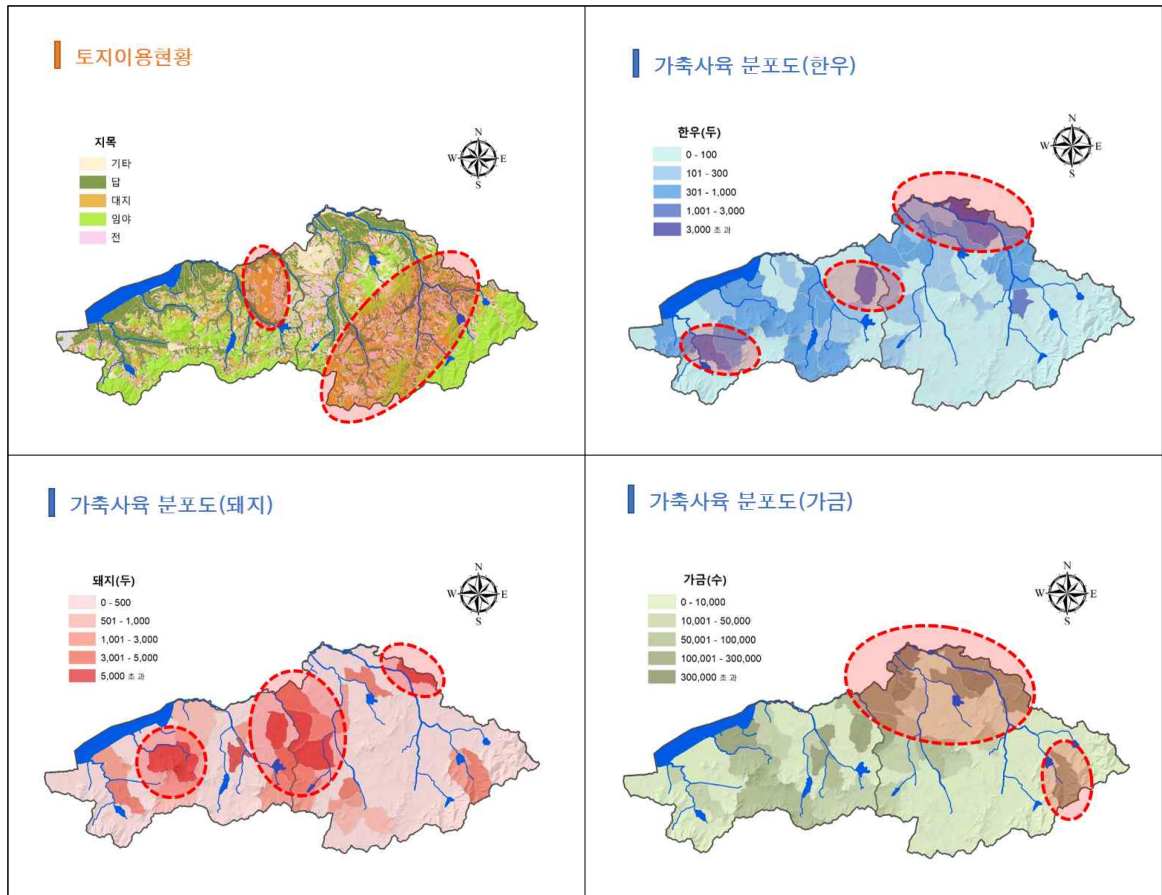 토지이용현황
지목
기타
답
대지
임야
전
N
W E
S
가축사육 분포도(한우)
한우(두)
0 - 100
101 - 300
301 - 1,000
1,001 - 3,000
3,000 초 과
N
W E
S
가축사육 분포도(돼지)
돼지(두)
0 - 500
501 - 1,000
1,001 - 3,000
3,001 - 5,000
5,000 초 과
N
W E
S
가축사육 분포도(가금)
가금(수)
0 - 10,000
10,001 - 50,000
50,001 - 100,000
100,001 - 300,000
300,000 초 과
N
W E
S